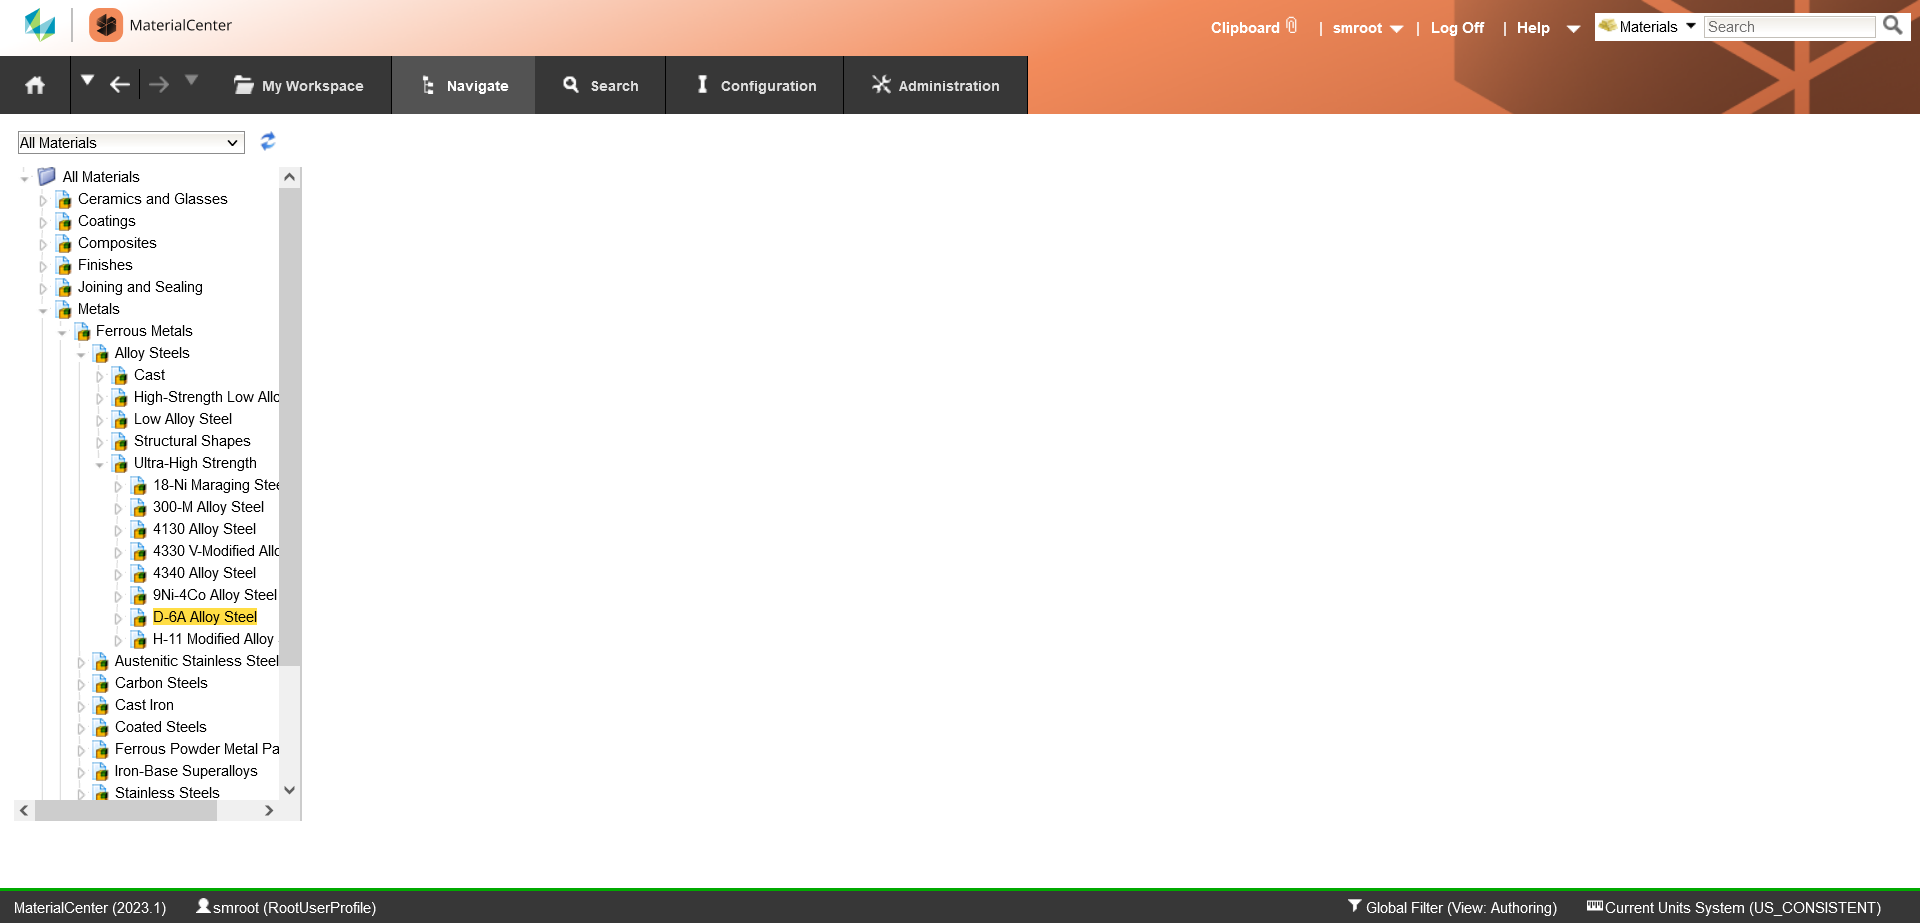 MaterialCenter
Clipboard | smroot | Log Off | Help Materials Search
My Workspace Navigate Search Configuration Administration
All Materials
All Materials
Ceramics and Glasses
Coatings
Composites
Finishes
Joining and Sealing
Metals
Ferrous Metals
Alloy Steels
Cast
High-Strength Low Allo
Low Alloy Steel
Structural Shapes
Ultra-High Strength
18-Ni Maraging Stee
300-M Alloy Steel
4130 Alloy Steel
4330 V-Modified Allo
4340 Alloy Steel
9Ni-4Co Alloy Steel
D-6A Alloy Steel
H-11 Modified Alloy
Austenitic Stainless Steel
Carbon Steels
Cast Iron
Coated Steels
Ferrous Powder Metal Pa
Iron-Base Superalloys
Stainless Steels
MaterialCenter (2023.1) smroot (RootUserProfile) Global Filter (View: Authoring) Current Units System (US_CONSISTENT)